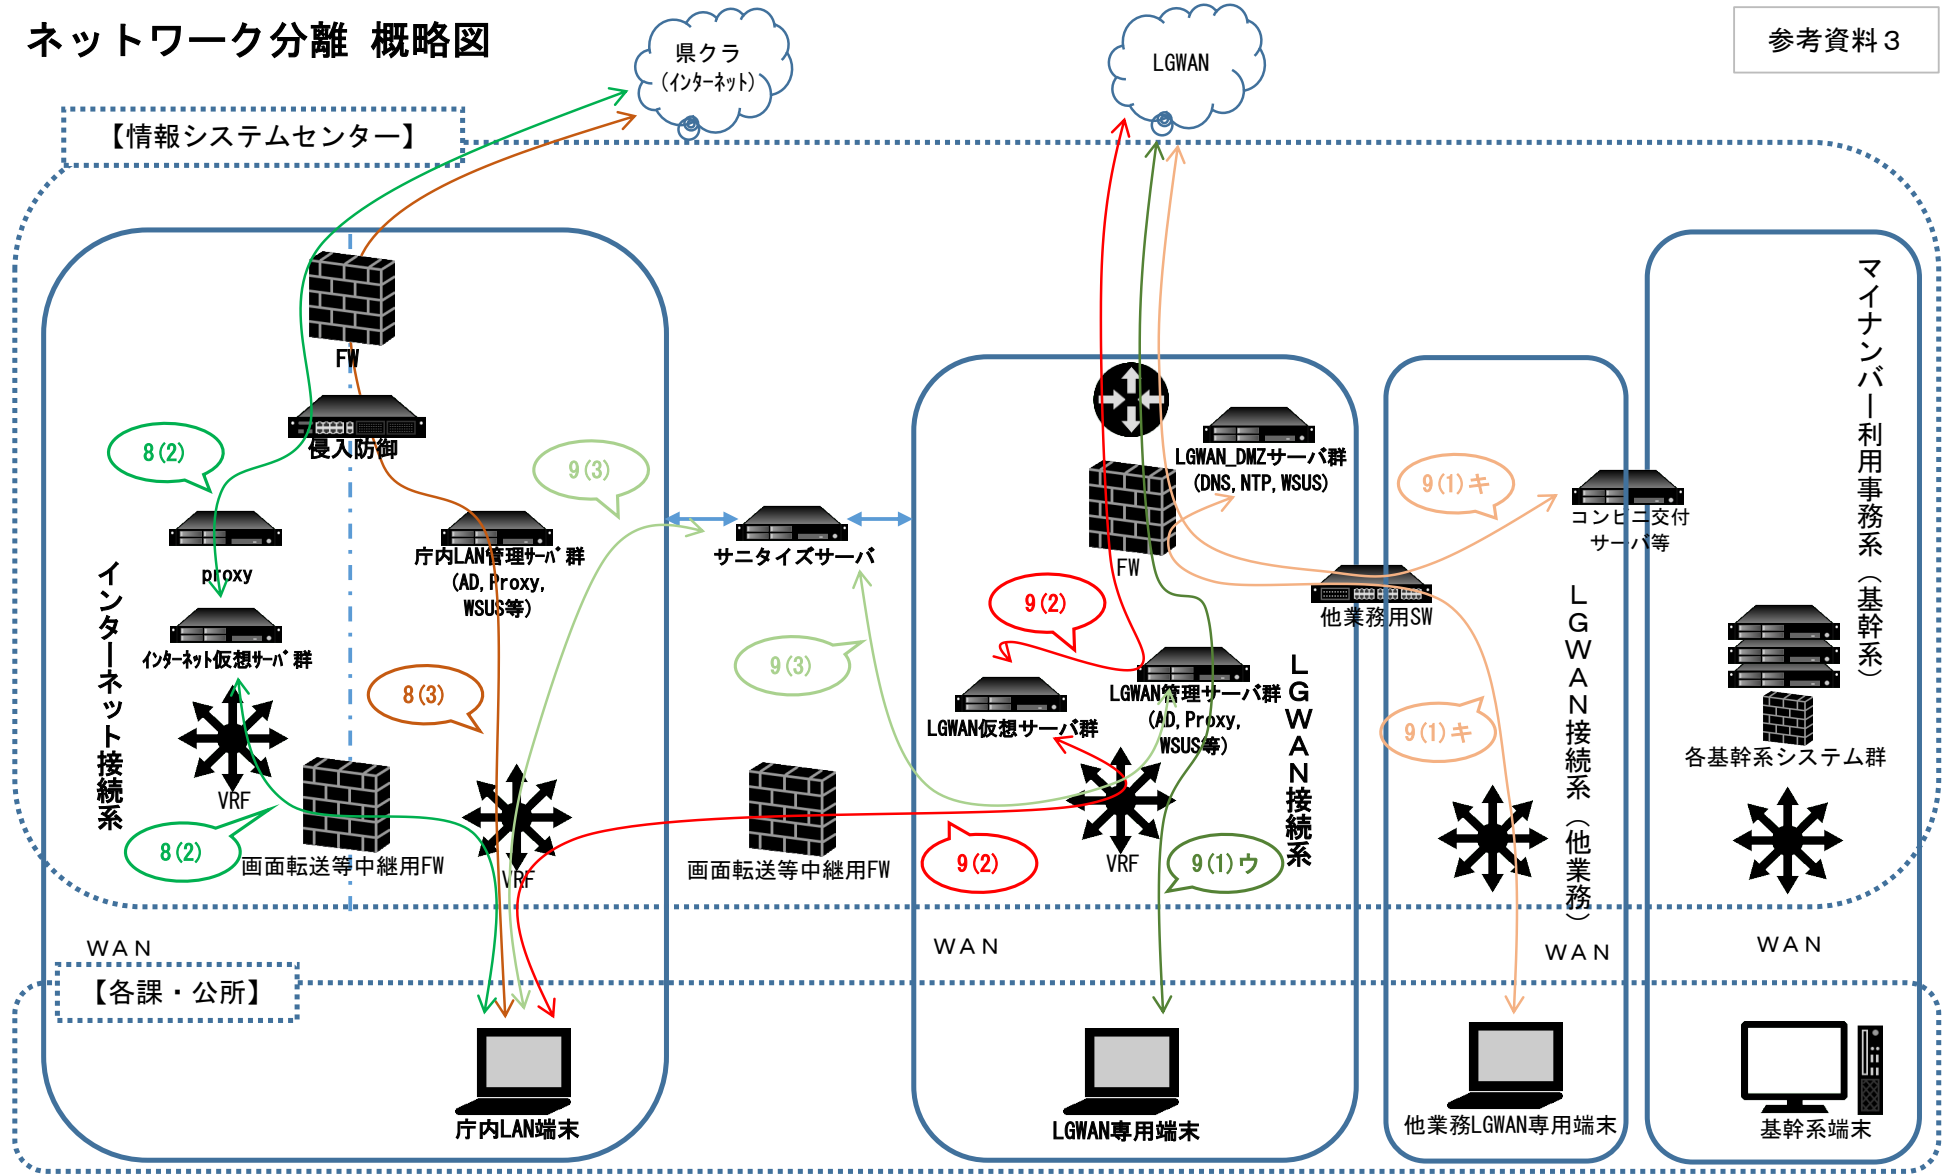 ネットワーク分離 概略図
参考資料３
県クラ
(ｲﾝﾀｰﾈｯﾄ)
LGWAN
【情報システムセンター】
FW
侵入防御
8(2)
proxy
ｲﾝﾀｰﾈｯﾄ仮想ｻｰﾊﾞ群
インターネット接続系
VRF
8(2)
画面転送等中継用FW
庁内LAN管理ｻｰﾊﾞ群
(AD,Proxy,
WSUS等)
8(3)
VRF
9(3)
サニタイズサーバ
9(3)
画面転送等中継用FW
9(2)
LGWAN_DMZサーバ群
(DNS,NTP,WSUS)
FW
9(2)
LGWAN仮想サーバ群
LGWAN管理サーバ群
(AD,Proxy,
WSUS等)
ＬＧＷＡＮ接続系
VRF
9(1)ウ
他業務用SW
9(1)キ
9(1)キ
コンビニ交付
サーバ等
ＬＧＷＡＮ接続系（他業務）
マイナンバー利用事務系（基幹系）
各基幹系システム群
ＷＡＮ
ＷＡＮ
ＷＡＮ
ＷＡＮ
【各課・公所】
庁内LAN端末
LGWAN専用端末
他業務LGWAN専用端末
基幹系端末